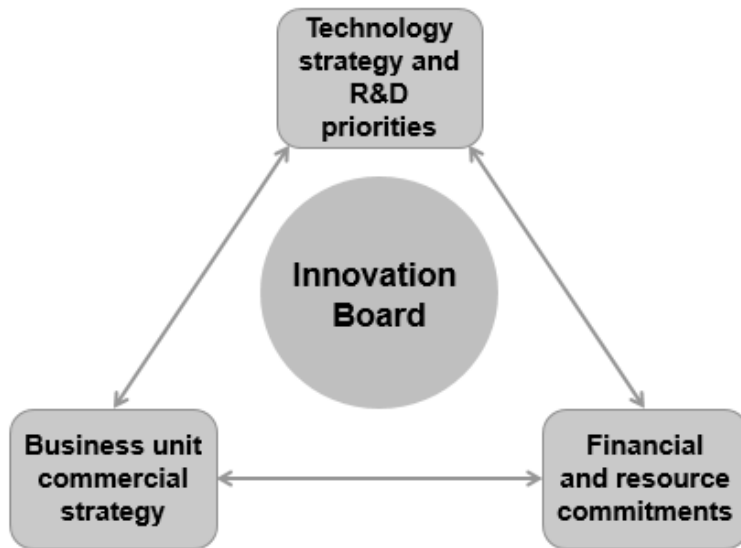 Technology
strategy and
R&D
priorities
Innovation
Board
Business unit
commercial
strategy
Financial
and resource
commitments